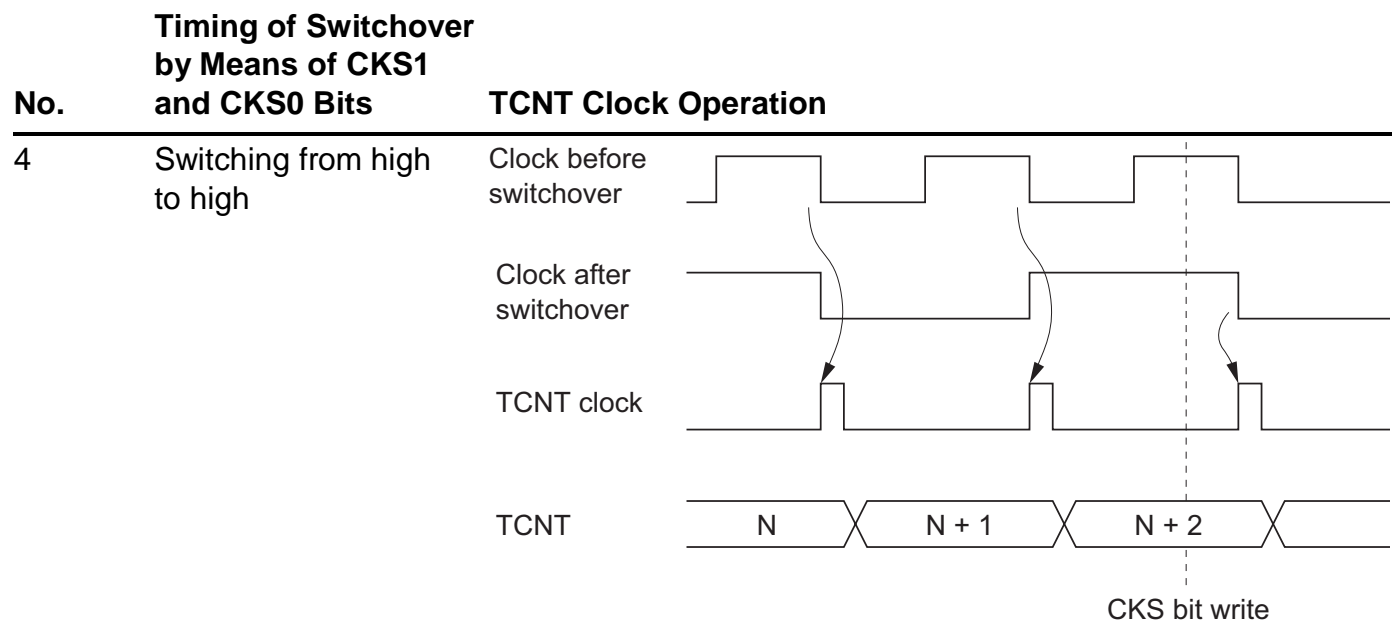 Timing of Switchover
by Means of CKS1
No. and CKS0 Bits TCNT Clock Operation
4 Switching from high Clock before
to high switchover
Clock after
switchover
TCNT clock
TCNT N N + 1 N + 2
CKS bit write